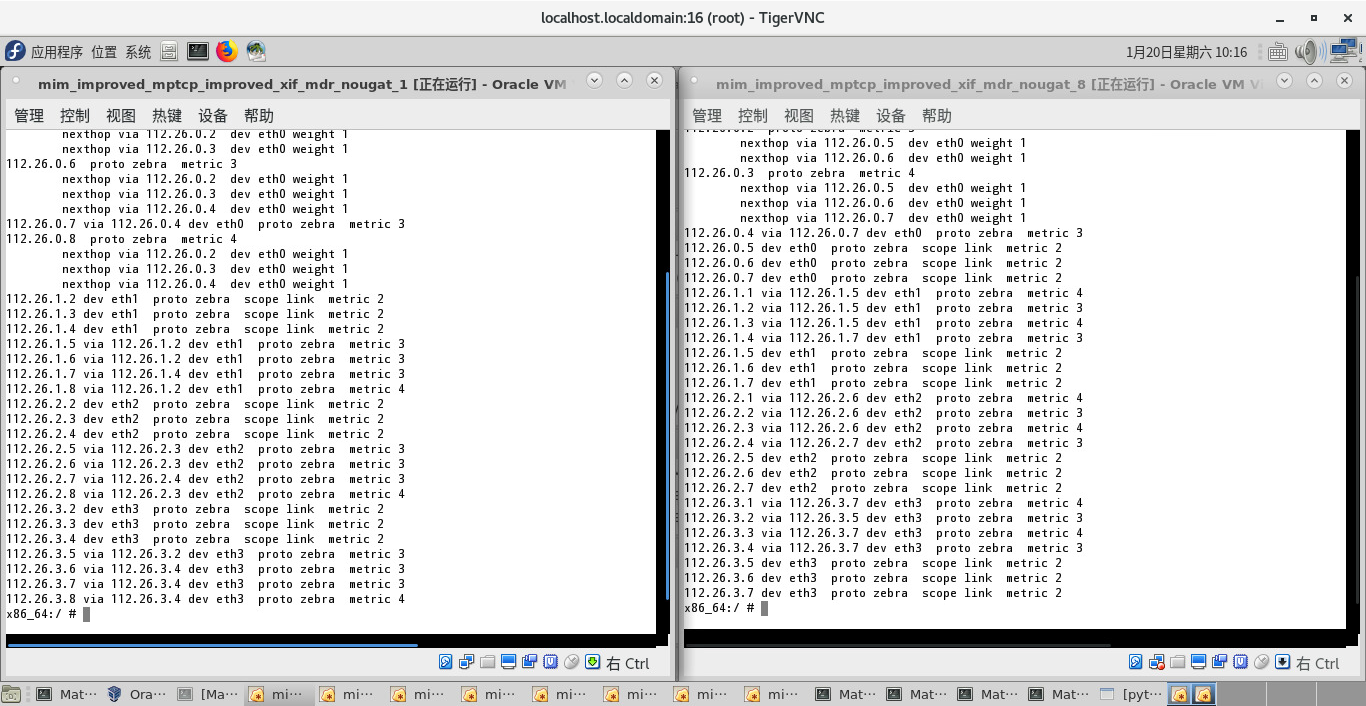 localhost.localdomain:16 (root) - TigerVNC
应用程序 位置 系统
1月20日星期六 10:16
mim_improved_mptcp_improved_xif_mdr_nougat_1 [正在运行] - Oracle VM
管理 控制 视图 热键 设备 帮助
nexthop via 112.26.0.2 dev eth0 weight 1
nexthop via 112.26.0.3 dev eth0 weight 1
112.26.0.6 proto zebra metric 3
nexthop via 112.26.0.2 dev eth0 weight 1
nexthop via 112.26.0.3 dev eth0 weight 1
nexthop via 112.26.0.4 dev eth0 weight 1
112.26.0.7 via 112.26.0.4 dev eth0 proto zebra metric 3
112.26.0.8 proto zebra metric 4
nexthop via 112.26.0.2 dev eth0 weight 1
nexthop via 112.26.0.3 dev eth0 weight 1
nexthop via 112.26.0.4 dev eth0 weight 1
112.26.1.2 dev eth1 proto zebra scope link metric 2
112.26.1.3 dev eth1 proto zebra scope link metric 2
112.26.1.4 dev eth1 proto zebra scope link metric 2
112.26.1.5 via 112.26.1.2 dev eth1 proto zebra metric 3
112.26.1.6 via 112.26.1.2 dev eth1 proto zebra metric 3
112.26.1.7 via 112.26.1.4 dev eth1 proto zebra metric 3
112.26.1.8 via 112.26.1.2 dev eth1 proto zebra metric 4
112.26.2.2 dev eth2 proto zebra scope link metric 2
112.26.2.3 dev eth2 proto zebra scope link metric 2
112.26.2.4 dev eth2 proto zebra scope link metric 2
112.26.2.5 via 112.26.2.3 dev eth2 proto zebra metric 3
112.26.2.6 via 112.26.2.3 dev eth2 proto zebra metric 3
112.26.2.7 via 112.26.2.4 dev eth2 proto zebra metric 3
112.26.2.8 via 112.26.2.3 dev eth2 proto zebra metric 4
112.26.3.2 dev eth3 proto zebra scope link metric 2
112.26.3.3 dev eth3 proto zebra scope link metric 2
112.26.3.4 dev eth3 proto zebra scope link metric 2
112.26.3.5 via 112.26.3.2 dev eth3 proto zebra metric 3
112.26.3.6 via 112.26.3.4 dev eth3 proto zebra metric 3
112.26.3.7 via 112.26.3.4 dev eth3 proto zebra metric 3
112.26.3.8 via 112.26.3.4 dev eth3 proto zebra metric 4
x86_64:/ #
右 Ctrl
mim_improved_mptcp_improved_xif_mdr_nougat_8 [正在运行] - Oracle VM V
管理 控制 视图 热键 设备 帮助
nexthop via 112.26.0.5 dev eth0 weight 1
nexthop via 112.26.0.6 dev eth0 weight 1
112.26.0.3 proto zebra metric 4
nexthop via 112.26.0.5 dev eth0 weight 1
nexthop via 112.26.0.6 dev eth0 weight 1
nexthop via 112.26.0.7 dev eth0 weight 1
112.26.0.4 via 112.26.0.7 dev eth0 proto zebra metric 3
112.26.0.5 dev eth0 proto zebra scope link metric 2
112.26.0.6 dev eth0 proto zebra scope link metric 2
112.26.0.7 dev eth0 proto zebra scope link metric 2
112.26.1.1 via 112.26.1.5 dev eth1 proto zebra metric 4
112.26.1.2 via 112.26.1.5 dev eth1 proto zebra metric 3
112.26.1.3 via 112.26.1.5 dev eth1 proto zebra metric 4
112.26.1.4 via 112.26.1.7 dev eth1 proto zebra metric 3
112.26.1.5 dev eth1 proto zebra scope link metric 2
112.26.1.6 dev eth1 proto zebra scope link metric 2
112.26.1.7 dev eth1 proto zebra scope link metric 2
112.26.2.1 via 112.26.2.6 dev eth2 proto zebra metric 4
112.26.2.2 via 112.26.2.6 dev eth2 proto zebra metric 3
112.26.2.3 via 112.26.2.6 dev eth2 proto zebra metric 4
112.26.2.4 via 112.26.2.7 dev eth2 proto zebra metric 3
112.26.2.5 dev eth2 proto zebra scope link metric 2
112.26.2.6 dev eth2 proto zebra scope link metric 2
112.26.2.7 dev eth2 proto zebra scope link metric 2
112.26.3.1 via 112.26.3.7 dev eth3 proto zebra metric 4
112.26.3.2 via 112.26.3.5 dev eth3 proto zebra metric 3
112.26.3.3 via 112.26.3.7 dev eth3 proto zebra metric 4
112.26.3.4 via 112.26.3.7 dev eth3 proto zebra metric 3
112.26.3.5 dev eth3 proto zebra scope link metric 2
112.26.3.6 dev eth3 proto zebra scope link metric 2
112.26.3.7 dev eth3 proto zebra scope link metric 2
x86_64:/ #
右 Ctrl
Mat··· Ora··· [Ma··· mi··· mi··· mi··· mi··· mi··· mi··· mi··· mi··· Mat··· Mat··· Mat··· Mat··· [pyt···